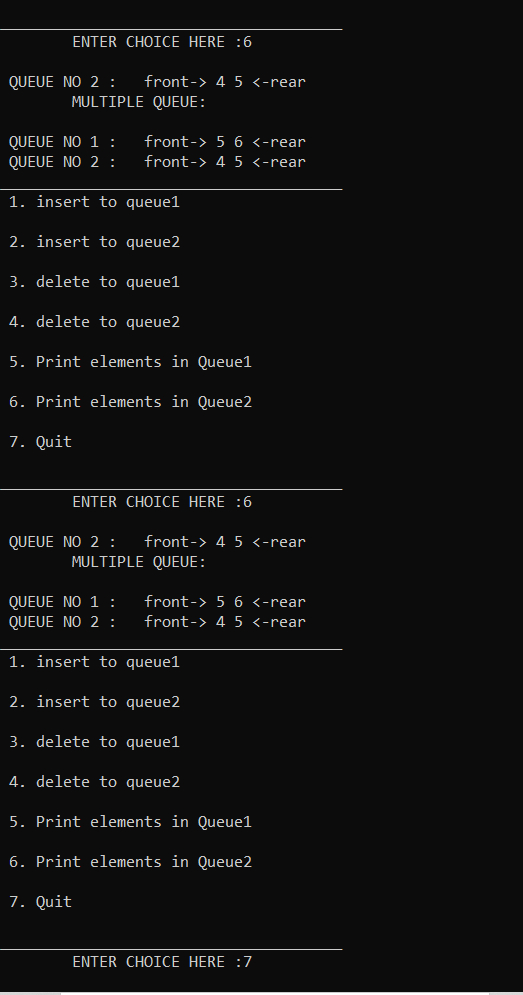 ENTER CHOICE HERE :6
QUEUE NO 2 :   front-> 4 5 <-rear
MULTIPLE QUEUE:
QUEUE NO 1 :   front-> 5 6 <-rear
QUEUE NO 2 :   front-> 4 5 <-rear
1. insert to queue1
2. insert to queue2
3. delete to queue1
4. delete to queue2
5. Print elements in Queue1
6. Print elements in Queue2
7. Quit
ENTER CHOICE HERE :6
QUEUE NO 2 :   front-> 4 5 <-rear
MULTIPLE QUEUE:
QUEUE NO 1 :   front-> 5 6 <-rear
QUEUE NO 2 :   front-> 4 5 <-rear
1. insert to queue1
2. insert to queue2
3. delete to queue1
4. delete to queue2
5. Print elements in Queue1
6. Print elements in Queue2
7. Quit
ENTER CHOICE HERE :7